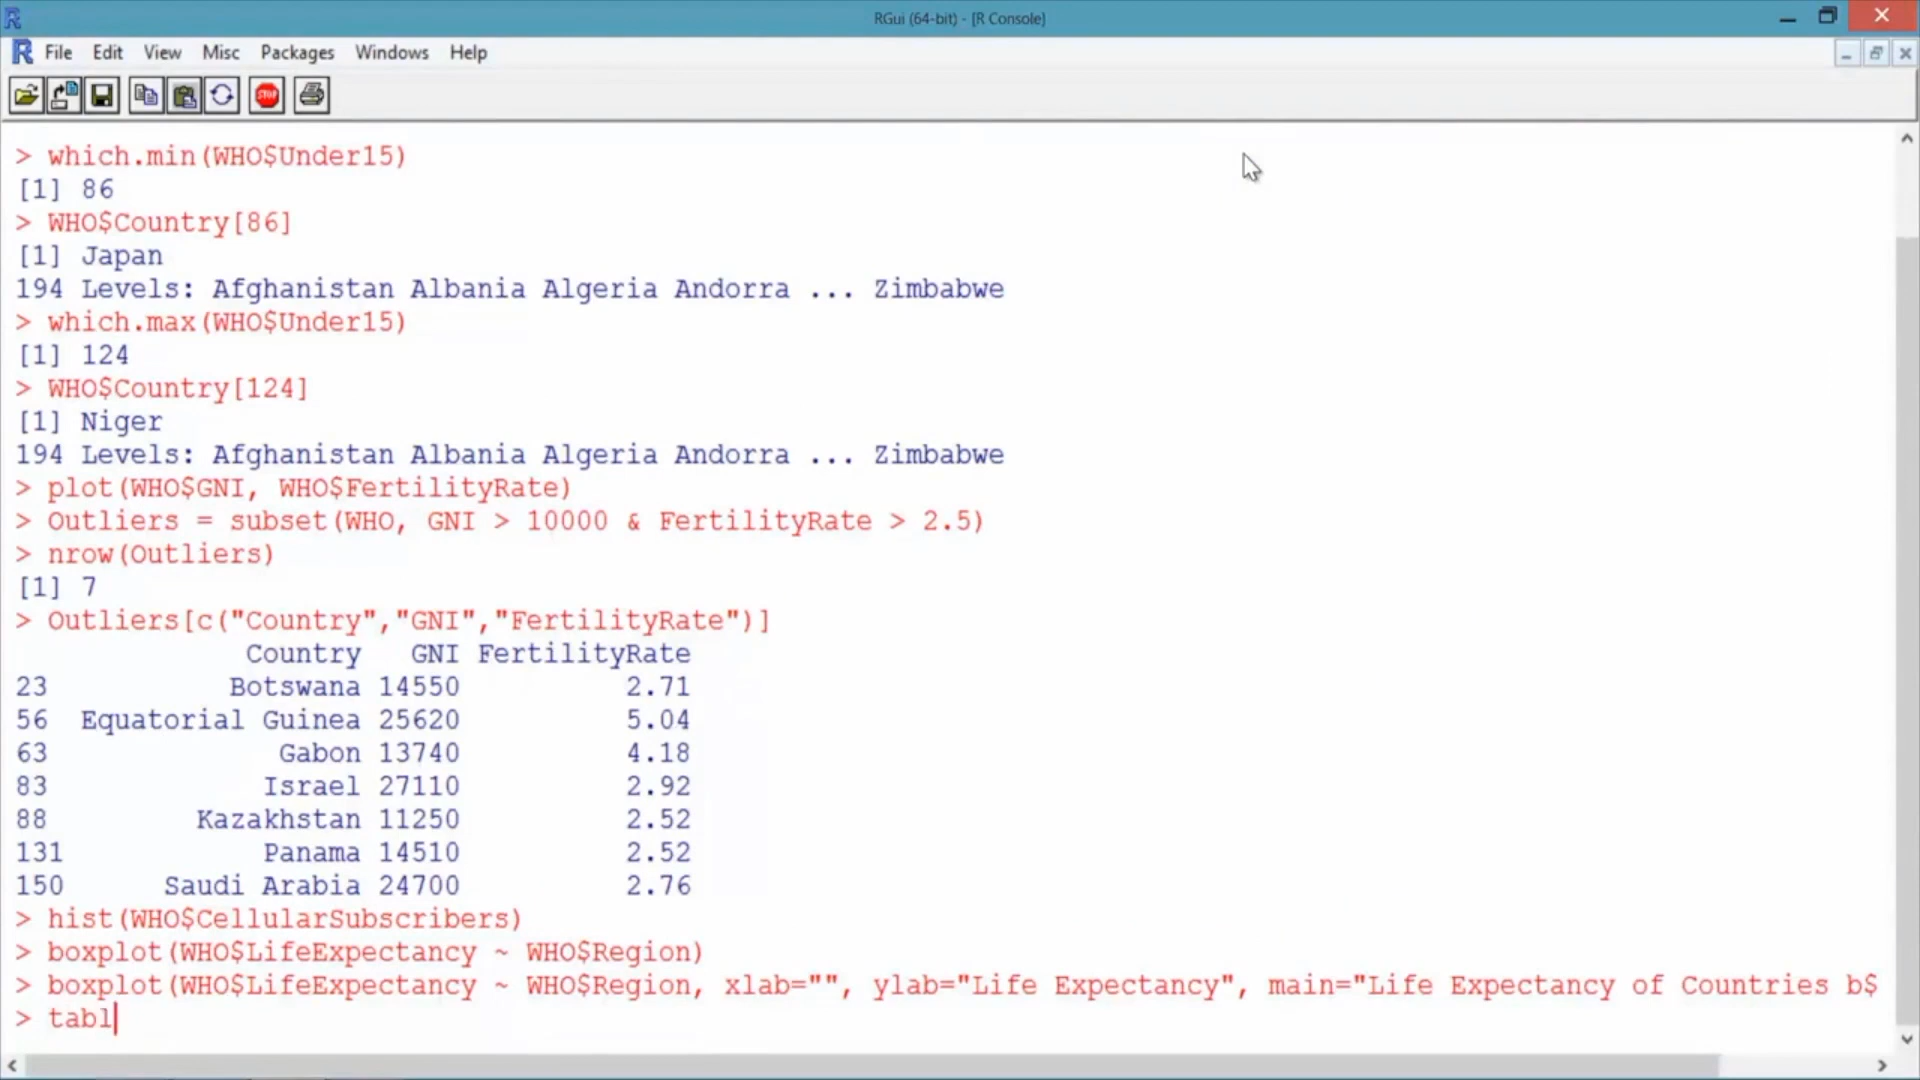 RGui (64-bit) - [R Console]
File Edit View Misc Packages Windows Help
STOP
> which.min(WHO$Under15)
[1] 86
> WHO$Country[86]
[1] Japan
194 Levels: Afghanistan Albania Algeria Andorra ... Zimbabwe
> which.max(WHO$Under15)
[1] 124
> WHO$Country[124]
[1] Niger
194 Levels: Afghanistan Albania Algeria Andorra ... Zimbabwe
> plot(WHO$GNI, WHO$FertilityRate)
> Outliers = subset(WHO, GNI > 10000 & FertilityRate > 2.5)
> nrow(Outliers)
[1] 7
> Outliers[c("Country","GNI","FertilityRate")]
Country GNI FertilityRate
23 Botswana 14550 2.71
56 Equatorial Guinea 25620 5.04
63 Gabon 13740 4.18
83 Israel 27110 2.92
88 Kazakhstan 11250 2.52
131 Panama 14510 2.52
150 Saudi Arabia 24700 2.76
> hist(WHO$CellularSubscribers)
> boxplot(WHO$LifeExpectancy ~ WHO$Region)
> boxplot(WHO$LifeExpectancy ~ WHO$Region, xlab="", ylab="Life Expectancy", main="Life Expectancy of Countries b$
> tabl